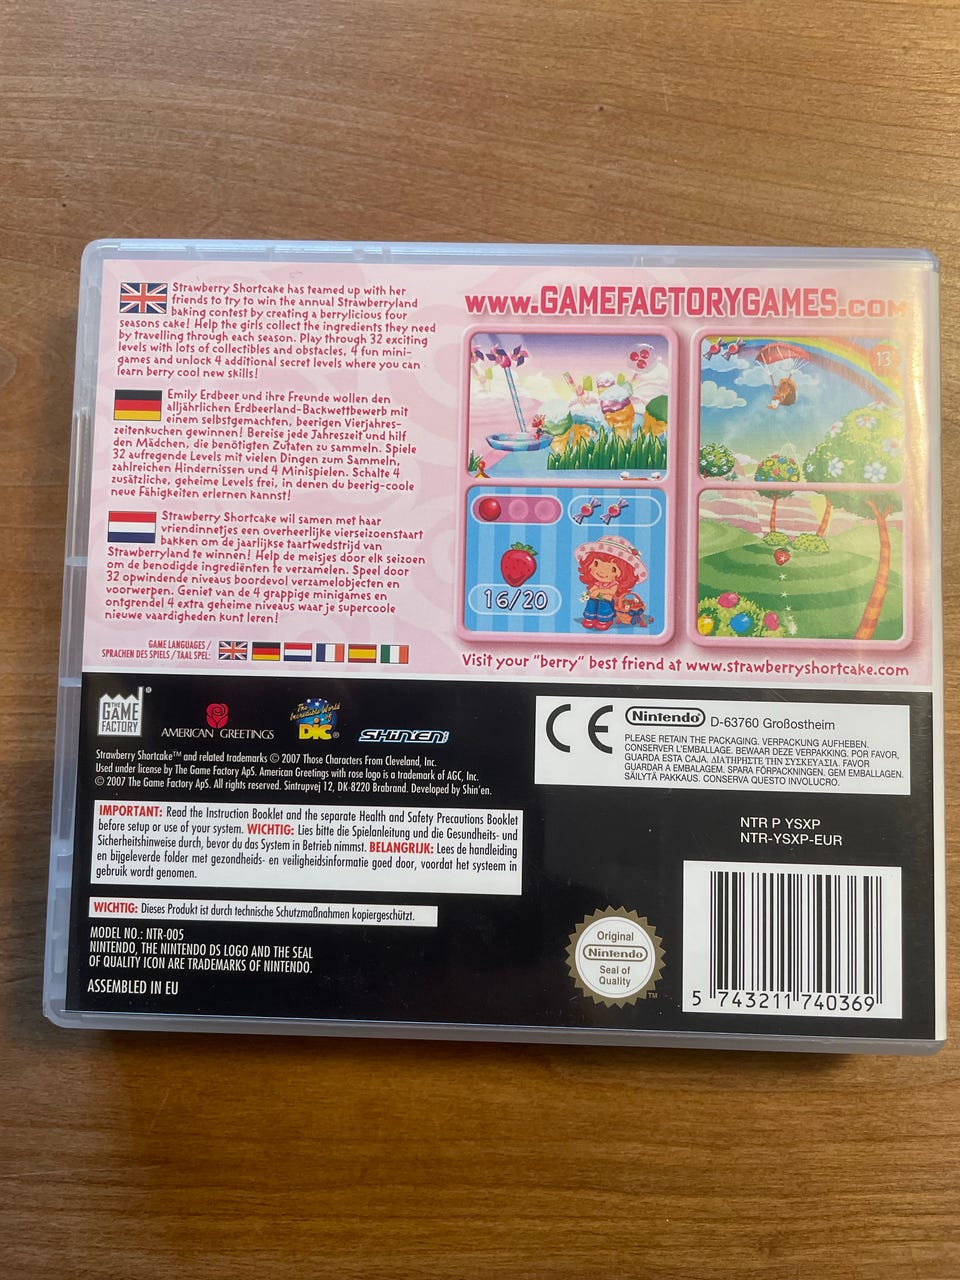 Strawberry Shortcake has teamed up with her
friends to try to win the annual Strawberryland
baking contest by creating a berrylicious four
seasons cake! Help the girls collect the ingredients they need
by travelling through each season. Play through 32 exciting
levels with lots of collectibles and obstacles, 4 fun mini-
games and unlock 4 additional secret levels where you can
learn berry cool new skills!
Emily Erdbeer und ihre Freunde wollen den
alljährlichen Erdbeerland-Backwettbewerb mit
einem selbstgemachten, beerigen Vierjahres-
zeitenkuchen gewinnen! Bereise jede Jahreszeit und hilf
den Mädchen, die benötigten Zutaten zu sammeln. Spiele
32 aufregende Levels mit vielen Dingen zum Sammeln,
zahlreichen Hindernissen und 4 Minispielen. Schalte 4
zusätzliche, geheime Levels frei, in denen du beerig-coole
neue Fähigkeiten erlernen kannst!
Strawberry Shortcake wil samen met haar
vriendinnetjes een overheerlijke vierseizoenstaart
bakken om de jaarlijkse taartwedstrijd van
Strawberryland te winnen! Help de meisjes door elk seizoen
om de benodigde ingrediënten te verzamelen. Speel door
32 opwindende niveaus boordevol verzamelobjecten en
voorwerpen. Geniet van de 4 grappige minigames en
ontgrendel 4 extra geheime niveaus waar je supercoole
nieuwe vaardigheden kunt leren!
GAME LANGUAGES /
SPRACHEN DES SPIELS / TAAL SPEL:
www.GAMEFACTORYGAMES.com
13
16/20
Visit your "berry" best friend at www.strawberryshortcake.com
THE
GAME
FACTORY
®
AMERICAN GREETINGS
The
Incredible World
of
DIC®
SHIN'EN
Strawberry Shortcake™ and related trademarks © 2007 Those Characters From Cleveland, Inc.
Used under license by The Game Factory ApS. American Greetings with rose logo is a trademark of AGC, Inc.
© 2007 The Game Factory ApS. All rights reserved. Sintrupvej 12, DK-8220 Brabrand. Developed by Shin'en.
IMPORTANT: Read the Instruction Booklet and the separate Health and Safety Precautions Booklet
before setup or use of your system. WICHTIG: Lies bitte die Spielanleitung und die Gesundheits- und
Sicherheitshinweise durch, bevor du das System in Betrieb nimmst. BELANGRIJK: Lees de handleiding
en bijgeleverde folder met gezondheids- en veiligheidsinformatie goed door, voordat het systeem in
gebruik wordt genomen.
WICHTIG: Dieses Produkt ist durch technische Schutzmaßnahmen kopiergeschützt.
MODEL NO.: NTR-005
NINTENDO, THE NINTENDO DS LOGO AND THE SEAL
OF QUALITY ICON ARE TRADEMARKS OF NINTENDO.
ASSEMBLED IN EU
CE
Nintendo® D-63760 Großostheim
PLEASE RETAIN THE PACKAGING. VERPACKUNG AUFHEBEN.
CONSERVER L'EMBALLAGE. BEWAAR DEZE VERPAKKING. POR FAVOR,
GUARDA ESTA CAJA. ΔΙΑΤΗΡΗΣΤΕ ΤΗΝ ΣΥΣΚΕΥΑΣΙΑ. FAVOR
GUARDAR A EMBALAGEM. SPARA FÖRPACKNINGEN. GEM EMBALLAGEN.
SÄILYTÄ PAKKAUS. CONSERVA QUESTO INVOLUCRO.
NTR P YSXP
NTR-YSXP-EUR
Original
Nintendo
Seal of
Quality
TM
5 743211 740369